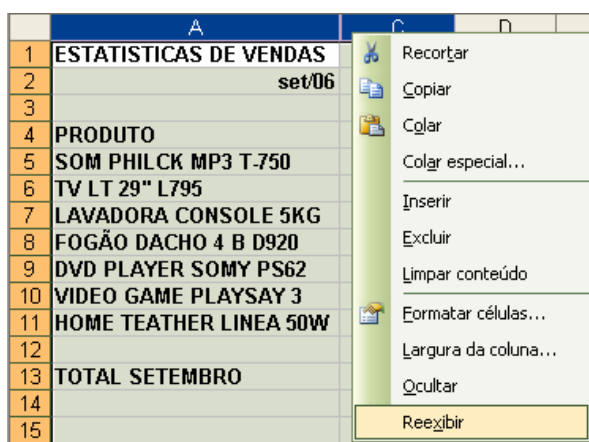 A C D
1 ESTATISTICAS DE VENDAS
2 set/06
3
4 PRODUTO
5 SOM PHILCK MP3 T-750
6 TV LT 29" L795
7 LAVADORA CONSOLE 5KG
8 FOGÃO DACHO 4 B D920
9 DVD PLAYER SOMY PS62
10 VIDEO GAME PLAYSAY 3
11 HOME TEATHER LINEA 50W
12
13 TOTAL SETEMBRO
14
15
Recortar
Copiar
Colar
Colar especial...
Inserir
Excluir
Limpar conteúdo
Formatar células...
Largura da coluna...
Ocultar
Reexibir